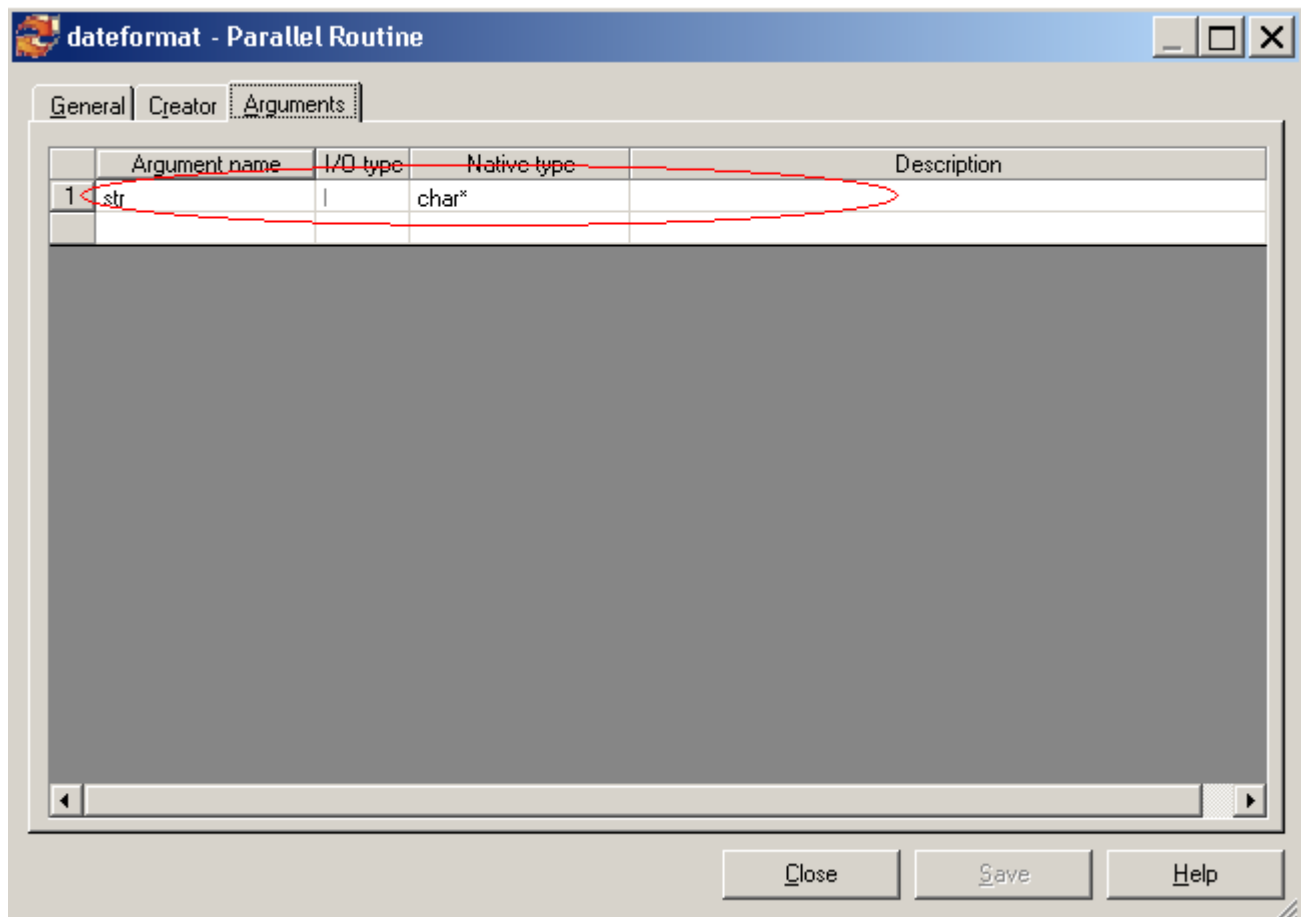 dateformat - Parallel Routine
General Creator Arguments
Argument name I/O type Native type Description
1 str I char*
Close Save Help